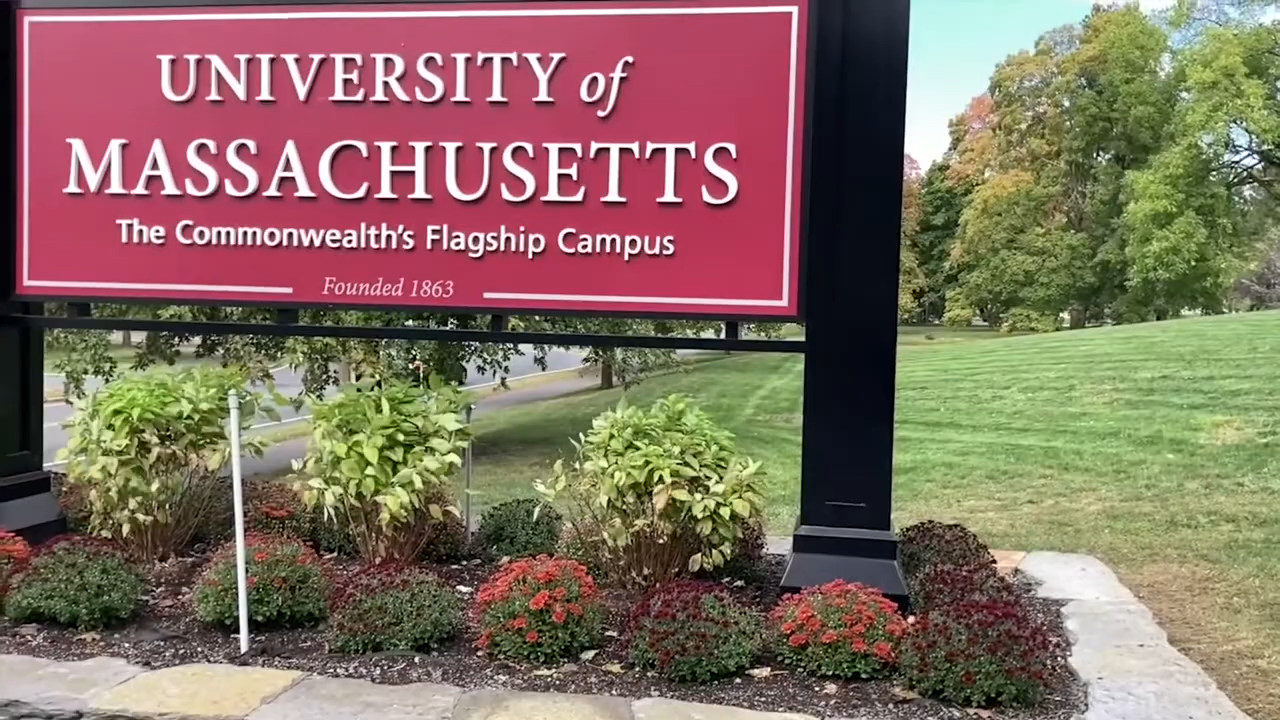 UNIVERSITY of
MASSACHUSETTS
The Commonwealth's Flagship Campus
Founded 1863